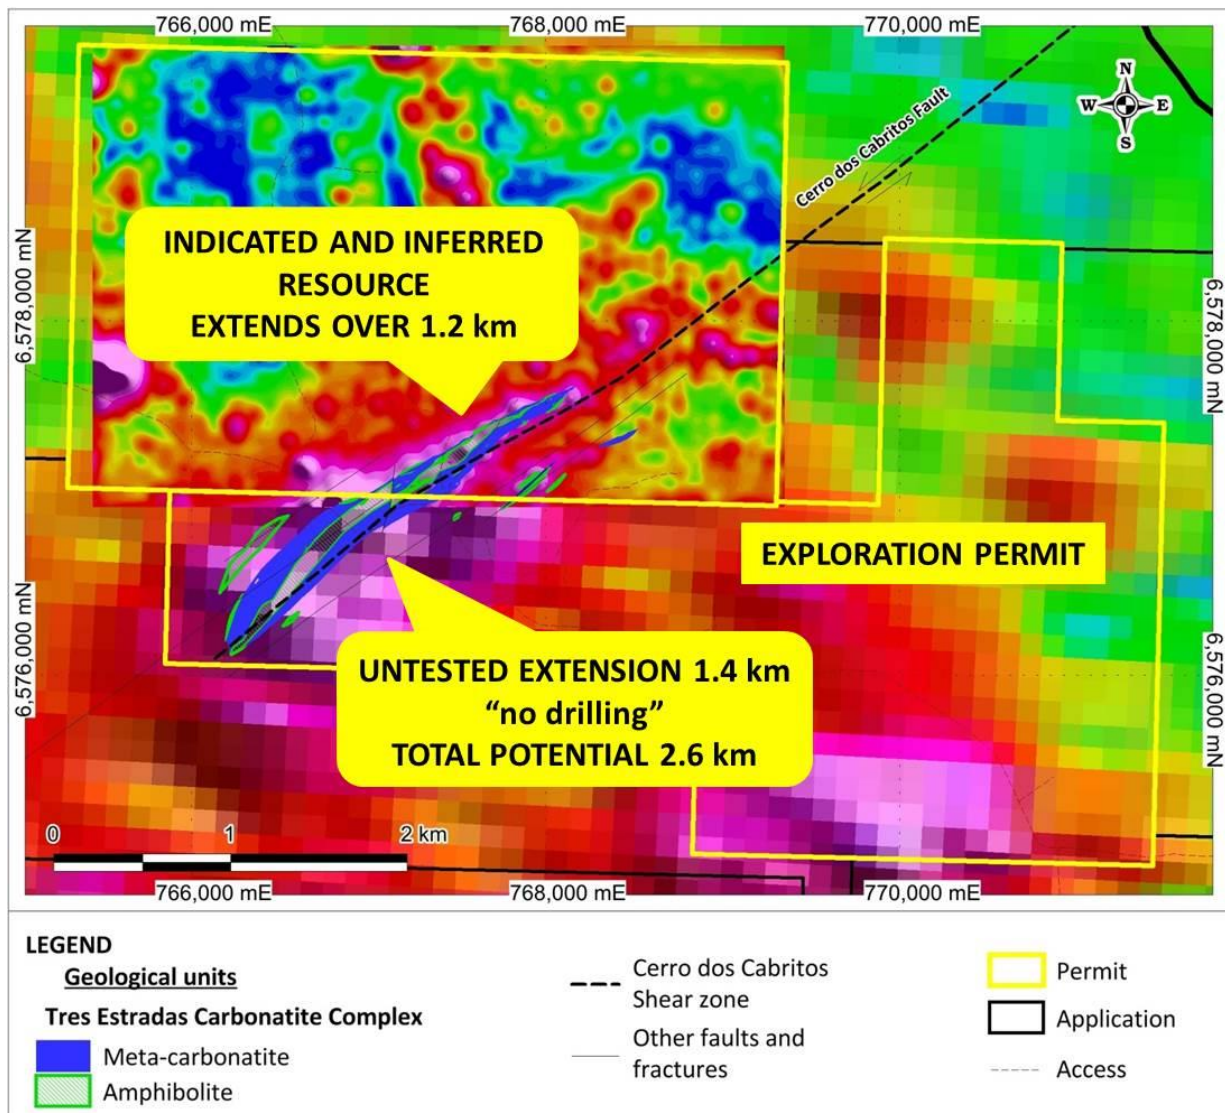 766,000 mE
768,000 mE
770,000 mE
N
W E
S
Cerro dos Cabritos Fault
INDICATED AND INFERRED
RESOURCE
EXTENDS OVER 1.2 km
6,578,000 mN
6,578,000 mN
EXPLORATION PERMIT
UNTESTED EXTENSION 1.4 km
“no drilling”
TOTAL POTENTIAL 2.6 km
6,576,000 mN
6,576,000 mN
0 1 2 km
766,000 mE
768,000 mE
770,000 mE
LEGEND
Geological units
Tres Estradas Carbonatite Complex
Meta-carbonatite
Amphibolite
Cerro dos Cabritos
Shear zone
Other faults and
fractures
Permit
Application
Access